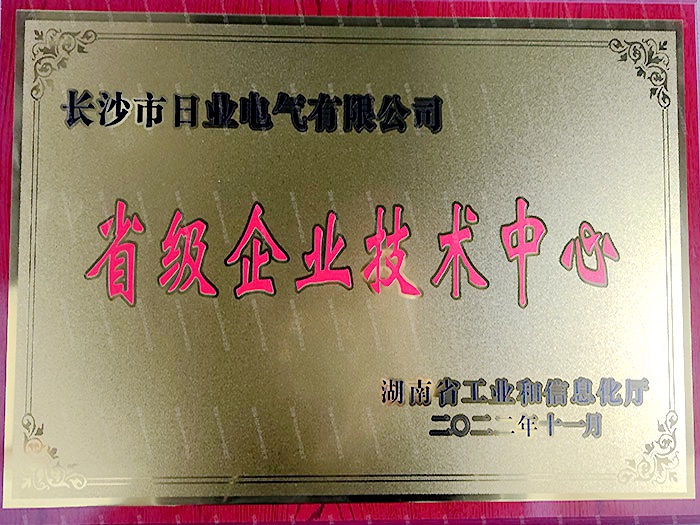 长沙市日业电气有限公司
省级企业技术中心
湖南省工业和信息化厅
二〇二二年十一月